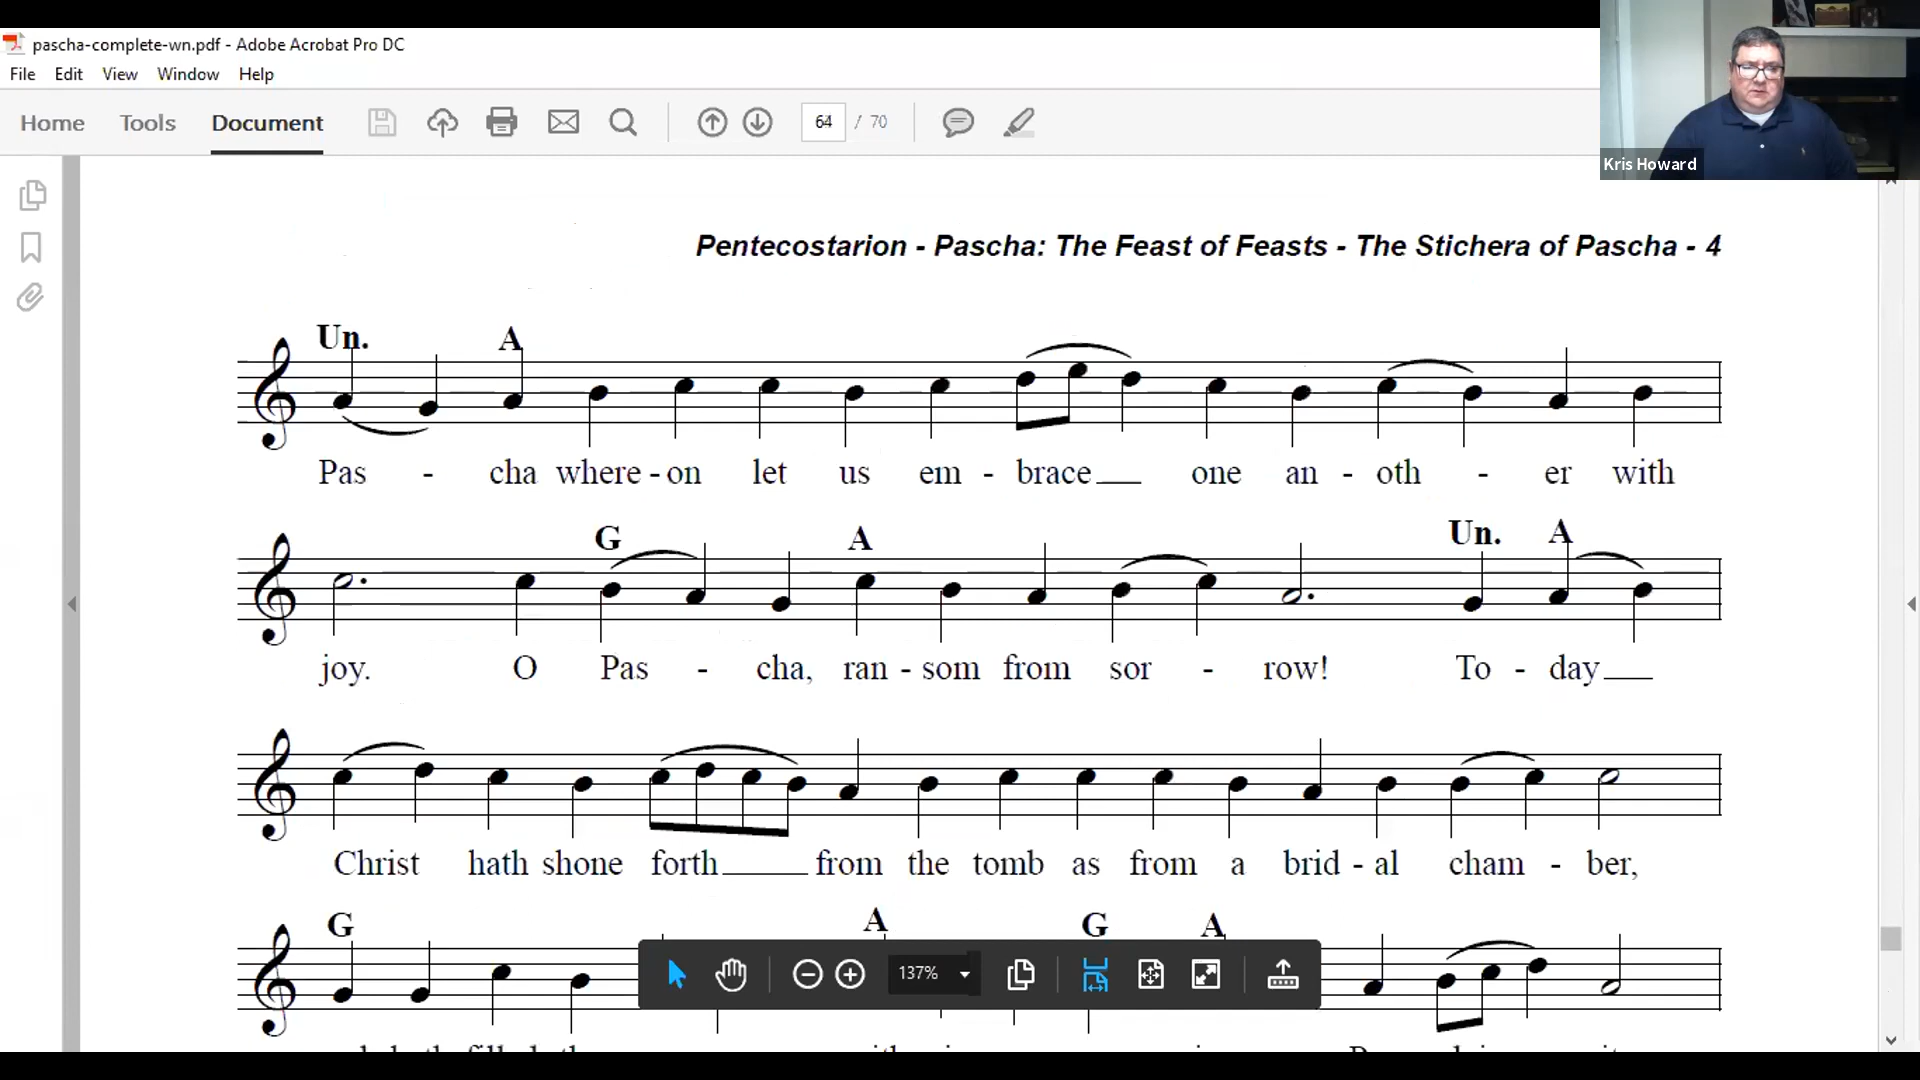 pascha-complete-wn.pdf - Adobe Acrobat Pro DC
File Edit View Window Help
Home Tools Document 64 / 70
Kris Howard
Pentecostarion - Pascha: The Feast of Feasts - The Stichera of Pascha - 4
Un. A
Pas - cha where - on let us em - brace one an - oth - er with
G A Un. A
joy. O Pas - cha, ran - som from sor - row! To - day
Christ hath shone forth from the tomb as from a brid - al cham - ber,
G A G A
137%